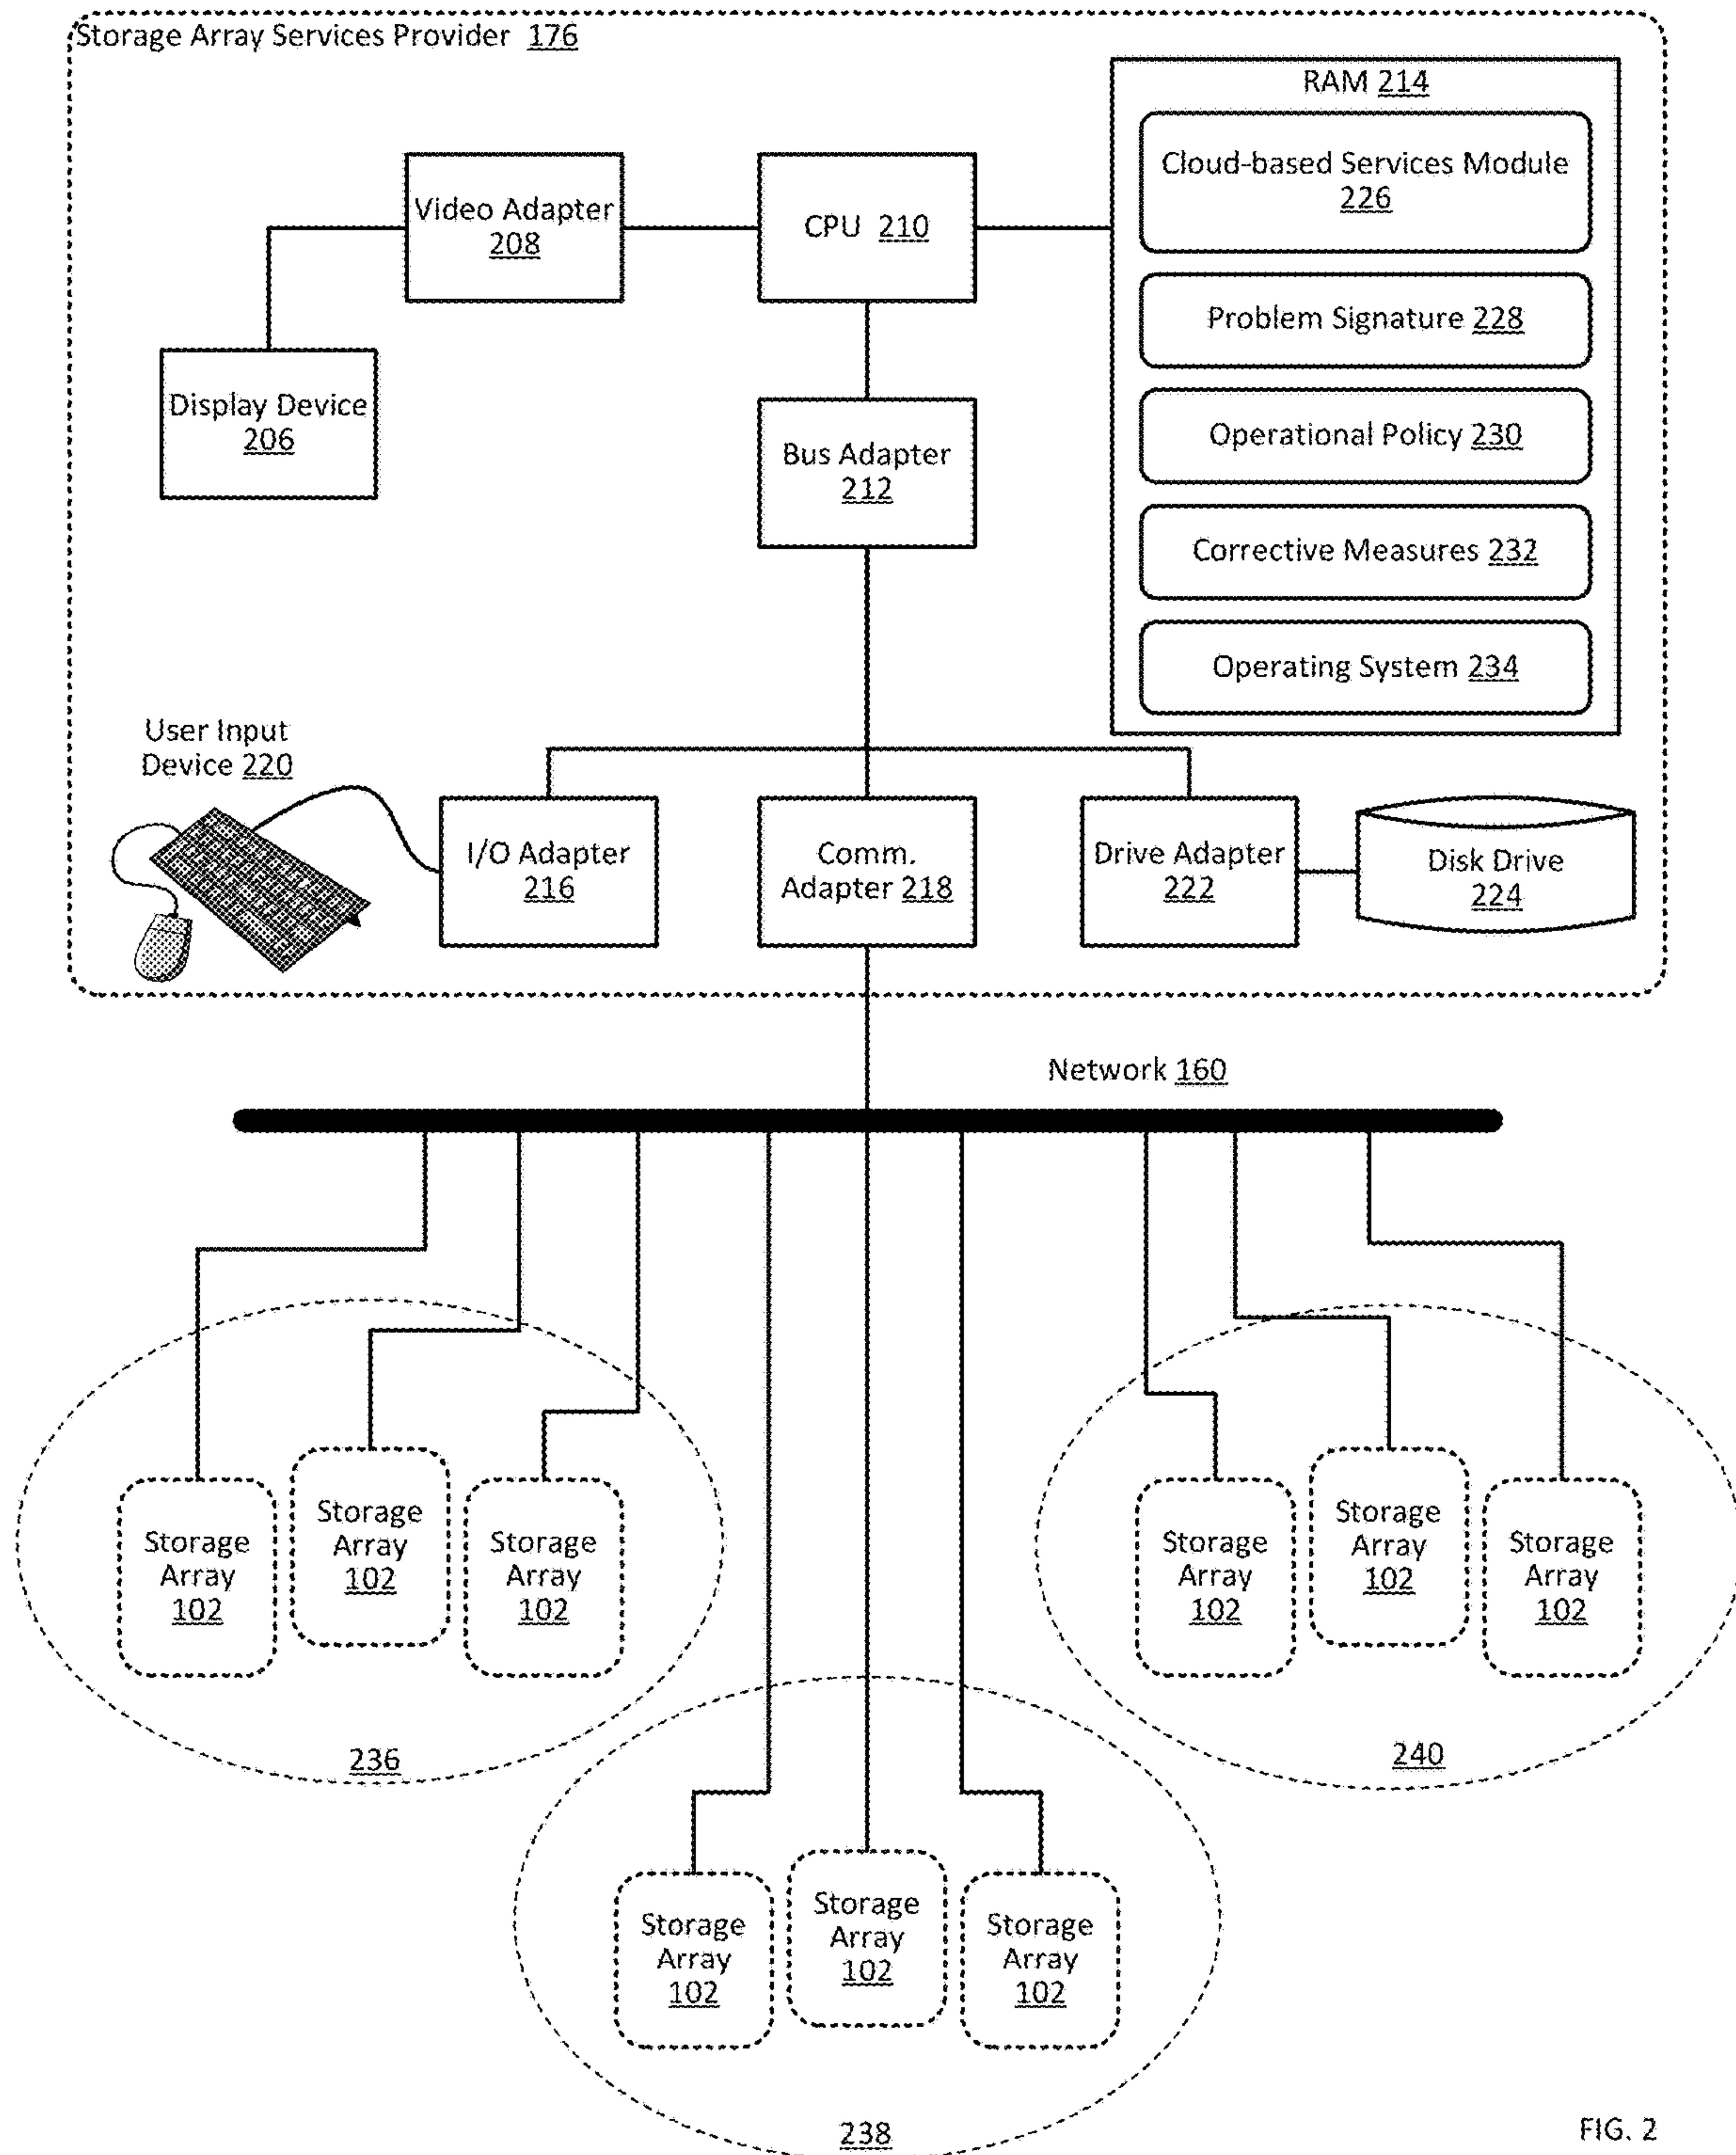 Storage Array Services Provider 176
RAM 214
Cloud-based Services Module
226
Problem Signature 228
Operational Policy 230
Corrective Measures 232
Operating System 234
Video Adapter
208
CPU 210
Display Device
206
Bus Adapter
212
User Input
Device 220
I/O Adapter
216
Comm.
Adapter 218
Drive Adapter
222
Disk Drive
224
Network 160
Storage
Array
102
Storage
Array
102
Storage
Array
102
236
Storage
Array
102
Storage
Array
102
Storage
Array
102
240
Storage
Array
102
Storage
Array
102
Storage
Array
102
238
FIG. 2